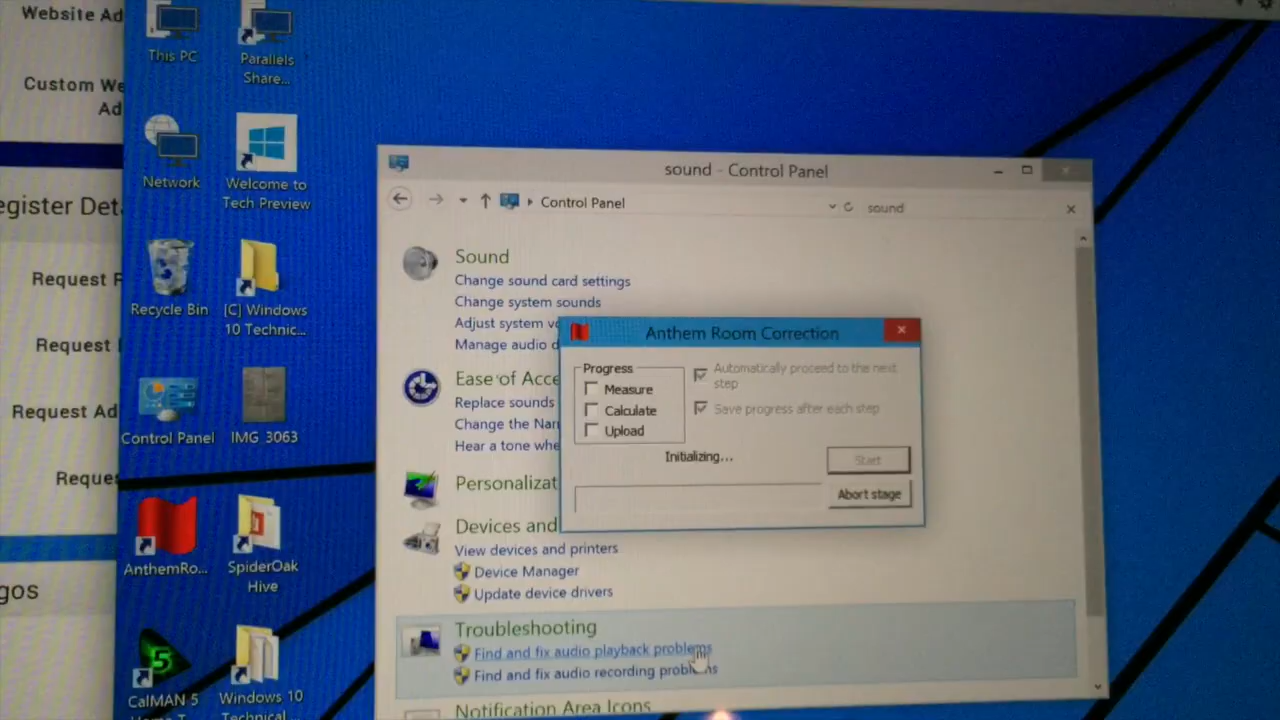 Website Ad
Custom We
Ad
egister Det
Request F
Request
Request Ad
Reques
gos
This PC
Parallels
Share...
Network
Welcome to
Tech Preview
Recycle Bin
[C] Windows
10 Technic...
Control Panel
IMG_3063
AnthemRo...
SpiderOak
Hive
5
CalMAN 5
Windows 10
Technical
sound - Control Panel
Control Panel
sound
Sound
Change sound card settings
Change system sounds
Adjust system vo
Manage audio d
Ease of Acce
Replace sounds
Change the Nar
Hear a tone whe
Personalizat
Devices and
View devices and printers
Device Manager
Update device drivers
Troubleshooting
Find and fix audio playback problems
Find and fix audio recording problems
Notification Area Icons
Anthem Room Correction
Progress
Measure
Calculate
Upload
Automatically proceed to the next
step
Save progress after each step
Initializing...
Start
Abort stage